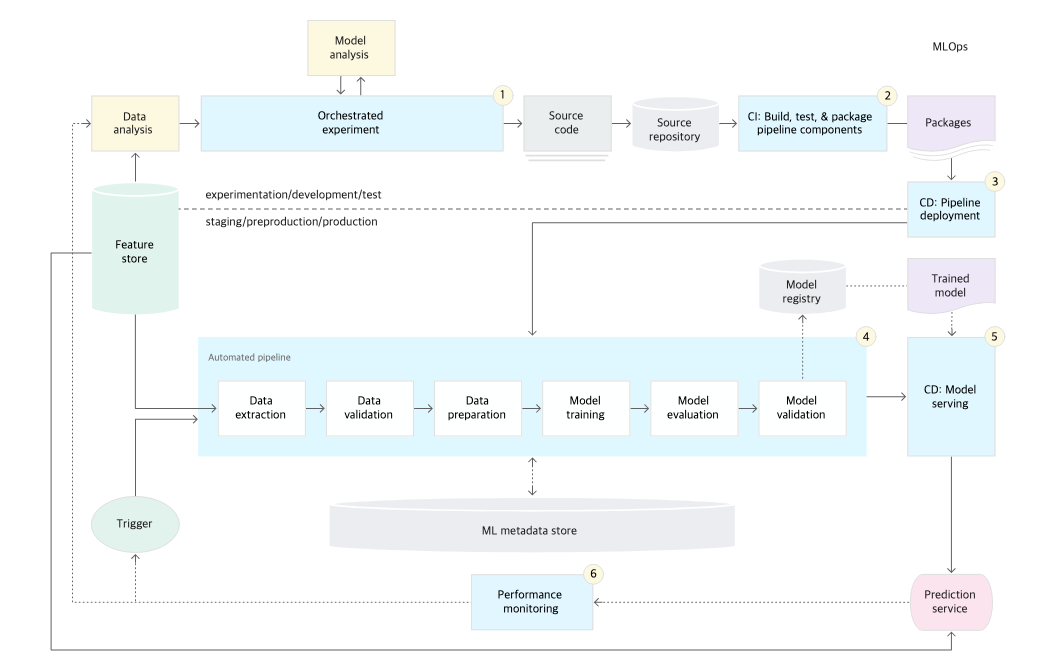 Model
analysis
MLOps
1
2
Data
analysis
Orchestrated
experiment
Source
code
Source
repository
CI: Build, test, & package
pipeline components
Packages
experimentation/development/test
staging/preproduction/production
3
CD: Pipeline
deployment
Feature
store
Model
registry
Trained
model
4
5
Automated pipeline
Data
extraction
Data
validation
Data
preparation
Model
training
Model
evaluation
Model
validation
CD: Model
serving
Trigger
ML metadata store
6
Performance
monitoring
Prediction
service